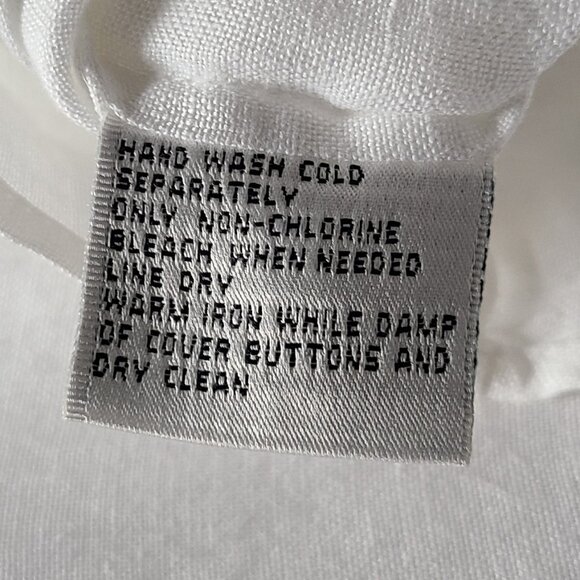 HAND WASH COLD
SEPARATELY
ONLY NON-CHLORINE
BLEACH WHEN NEEDED
LINE DRY
WARM IRON WHILE DAMP
OF COVER BUTTONS AND
DRY CLEAN